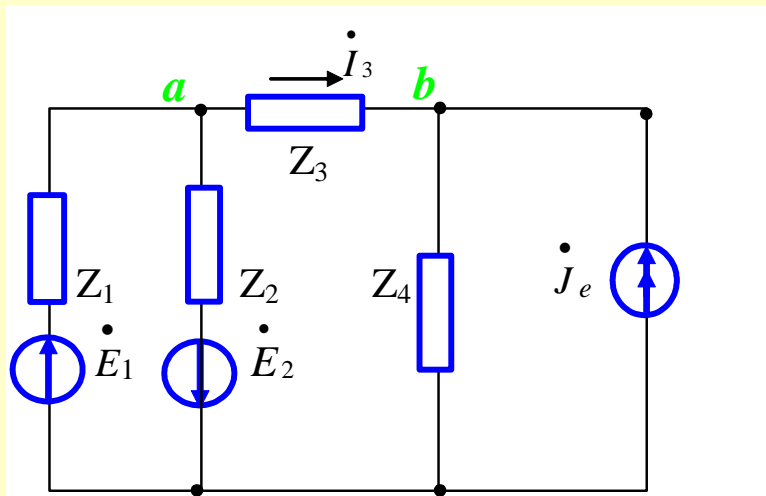 İ₃
a
b
Z₃
Z₁
Z₂
Z₄
J̇ₑ
Ė₁
Ė₂